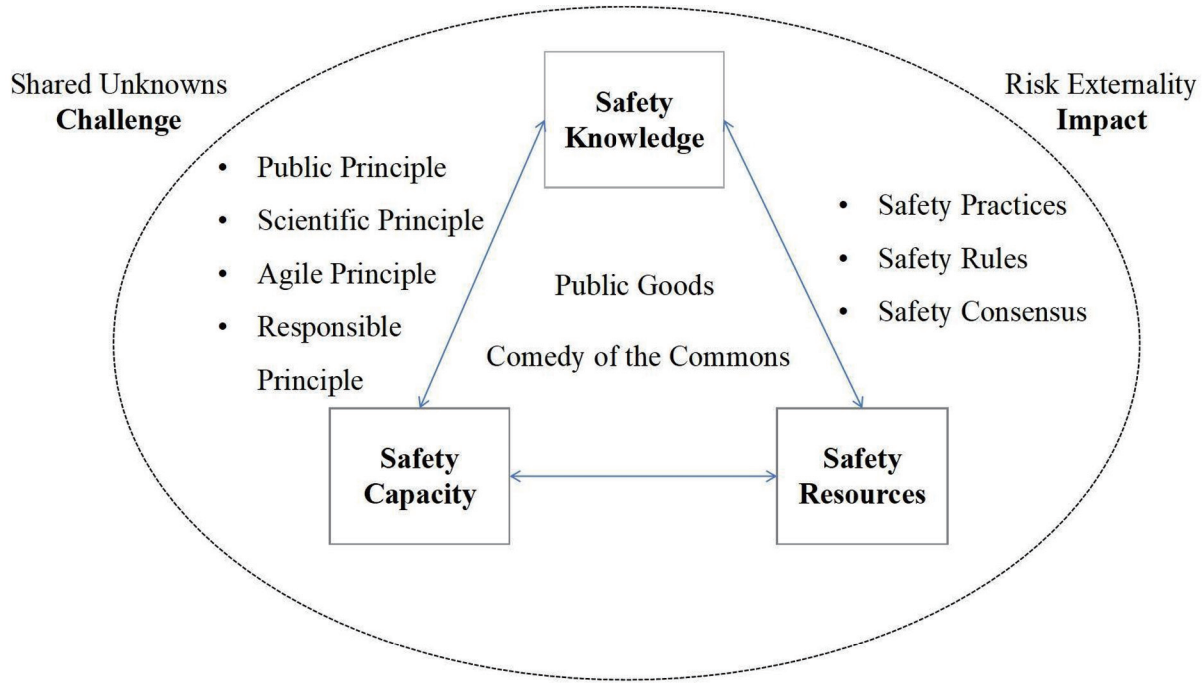 Shared Unknowns
Challenge
Risk Externality
Impact
Safety
Knowledge
• Public Principle
• Scientific Principle
• Agile Principle
• Responsible
Principle
• Safety Practices
• Safety Rules
• Safety Consensus
Public Goods
Comedy of the Commons
Safety
Capacity
Safety
Resources